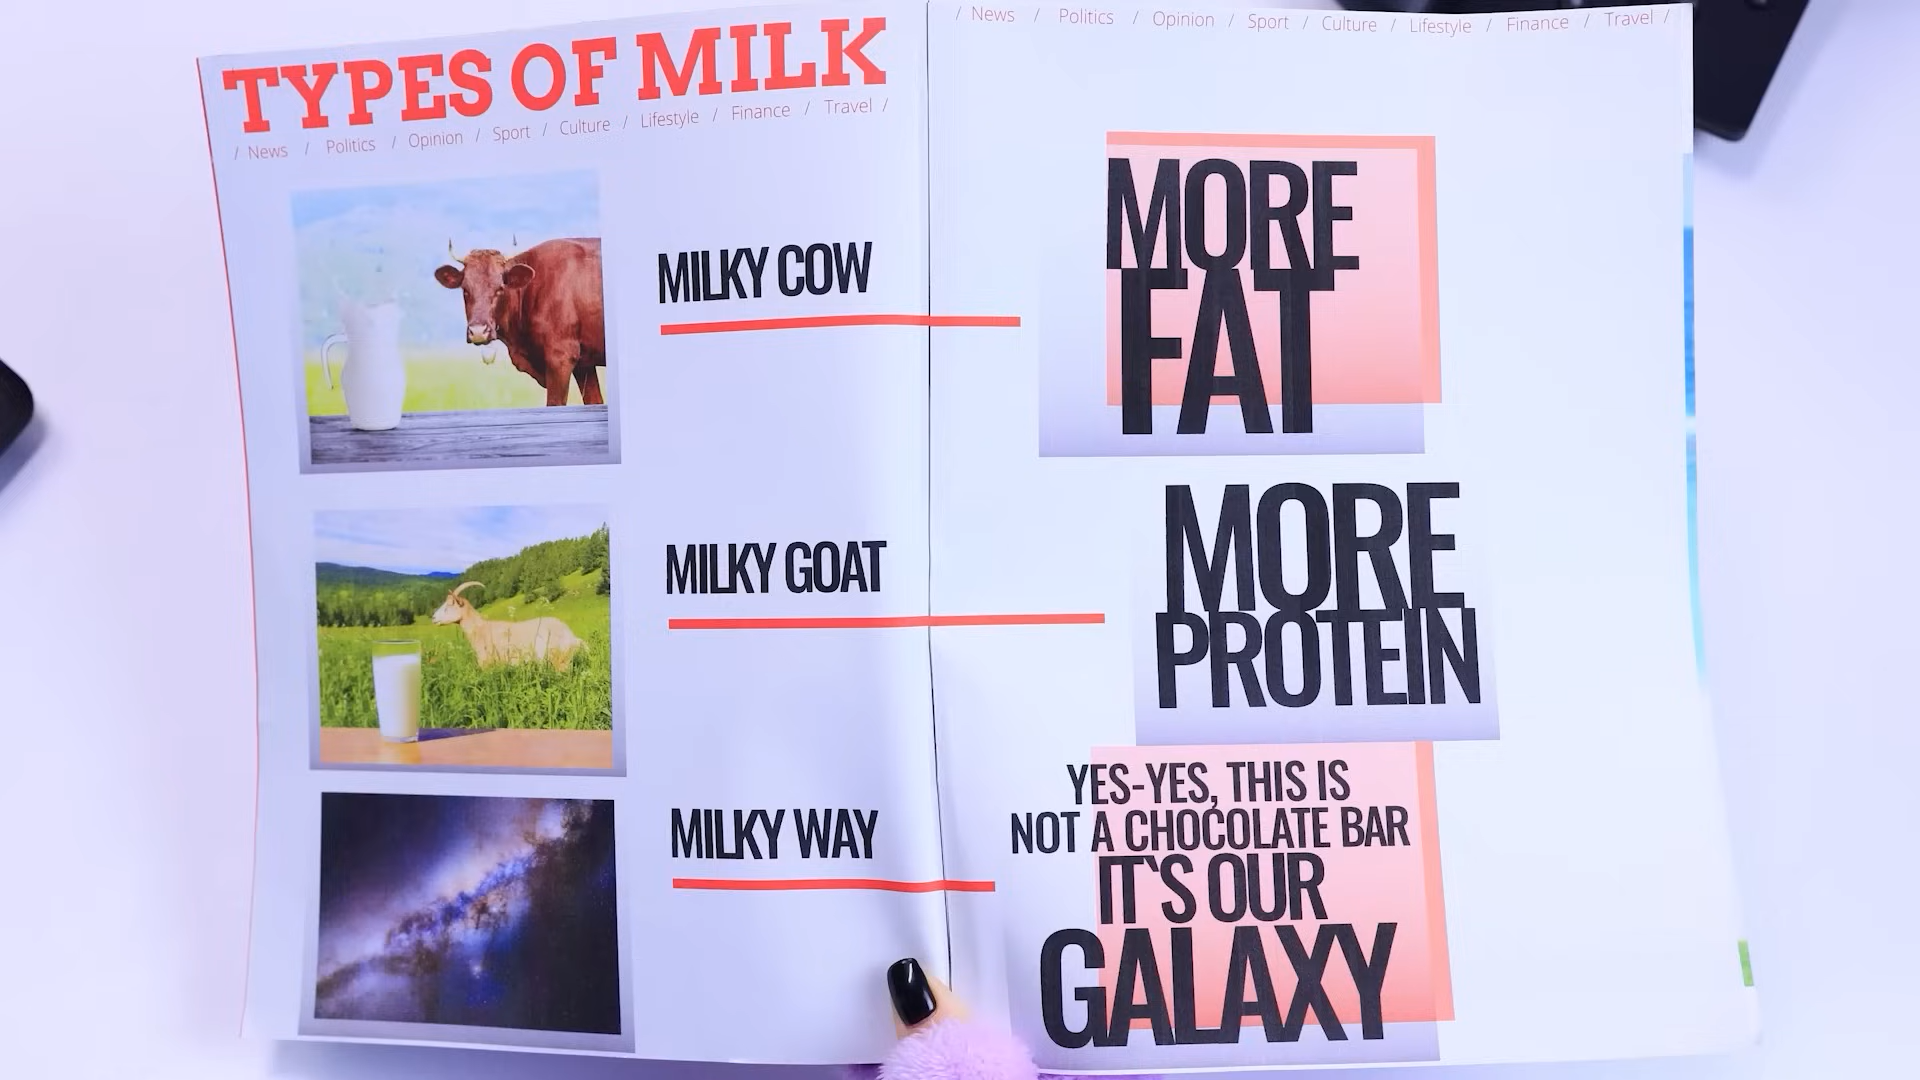 TYPES OF MILK
/ News / Politics / Opinion / Sport / Culture / Lifestyle / Finance / Travel /
MILKY COW
MILKY GOAT
MILKY WAY
/ News / Politics / Opinion / Sport / Culture / Lifestyle / Finance / Travel /
MORE
FAT
MORE
PROTEIN
YES-YES, THIS IS
NOT A CHOCOLATE BAR
IT`S OUR
GALAXY